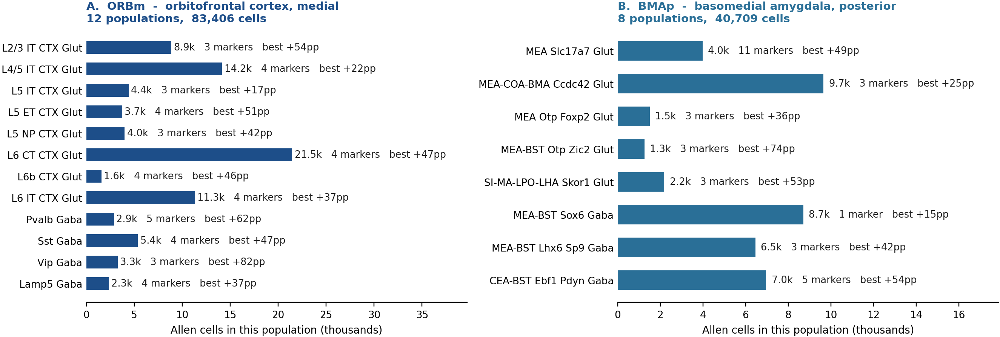 A.  ORBm  -  orbitofrontal cortex, medial
12 populations,  83,406 cells
L2/3 IT CTX Glut 8.9k   3 markers   best +54pp
L4/5 IT CTX Glut 14.2k   4 markers   best +22pp
L5 IT CTX Glut 4.4k   3 markers   best +17pp
L5 ET CTX Glut 3.7k   4 markers   best +51pp
L5 NP CTX Glut 4.0k   3 markers   best +42pp
L6 CT CTX Glut 21.5k   4 markers   best +47pp
L6b CTX Glut 1.6k   4 markers   best +46pp
L6 IT CTX Glut 11.3k   4 markers   best +37pp
Pvalb Gaba 2.9k   5 markers   best +62pp
Sst Gaba 5.4k   4 markers   best +47pp
Vip Gaba 3.3k   3 markers   best +82pp
Lamp5 Gaba 2.3k   4 markers   best +37pp
0 5 10 15 20 25 30 35
Allen cells in this population (thousands)
B.  BMAp  -  basomedial amygdala, posterior
8 populations,  40,709 cells
MEA Slc17a7 Glut 4.0k   11 markers   best +49pp
MEA-COA-BMA Ccdc42 Glut 9.7k   3 markers   best +25pp
MEA Otp Foxp2 Glut 1.5k   3 markers   best +36pp
MEA-BST Otp Zic2 Glut 1.3k   3 markers   best +74pp
SI-MA-LPO-LHA Skor1 Glut 2.2k   3 markers   best +53pp
MEA-BST Sox6 Gaba 8.7k   1 marker   best +15pp
MEA-BST Lhx6 Sp9 Gaba 6.5k   3 markers   best +42pp
CEA-BST Ebf1 Pdyn Gaba 7.0k   5 markers   best +54pp
0 2 4 6 8 10 12 14 16
Allen cells in this population (thousands)